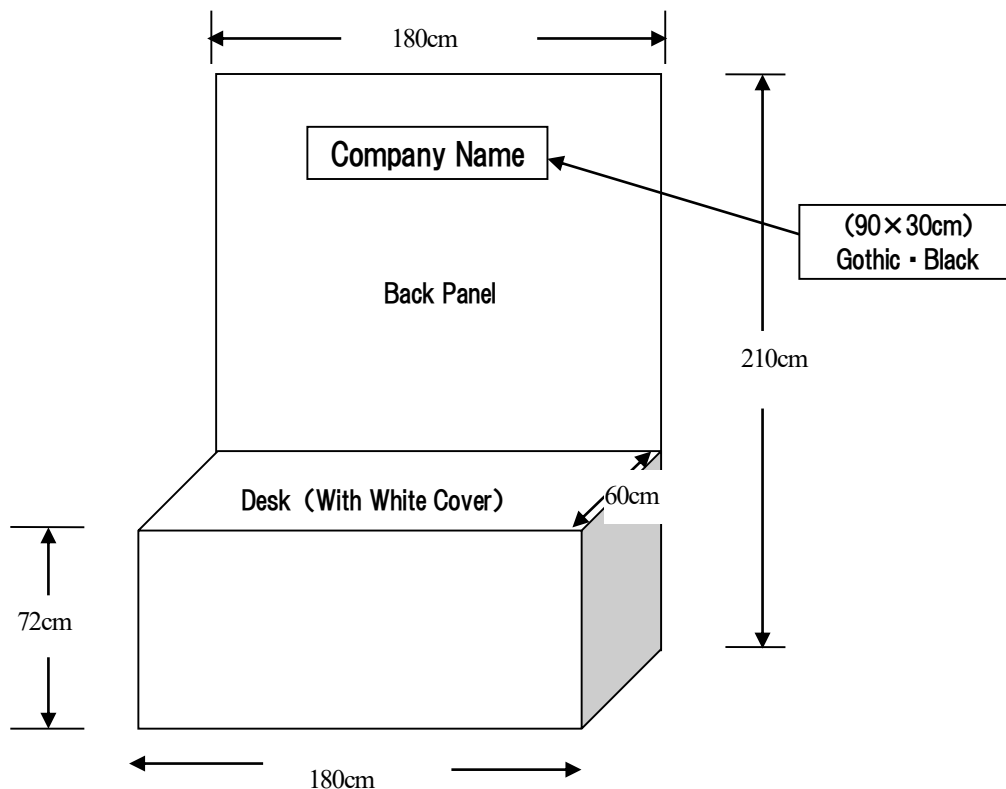 180cm
Company Name
(90×30cm)
Gothic・Black
Back Panel
210cm
Desk (With White Cover)
60cm
72cm
180cm